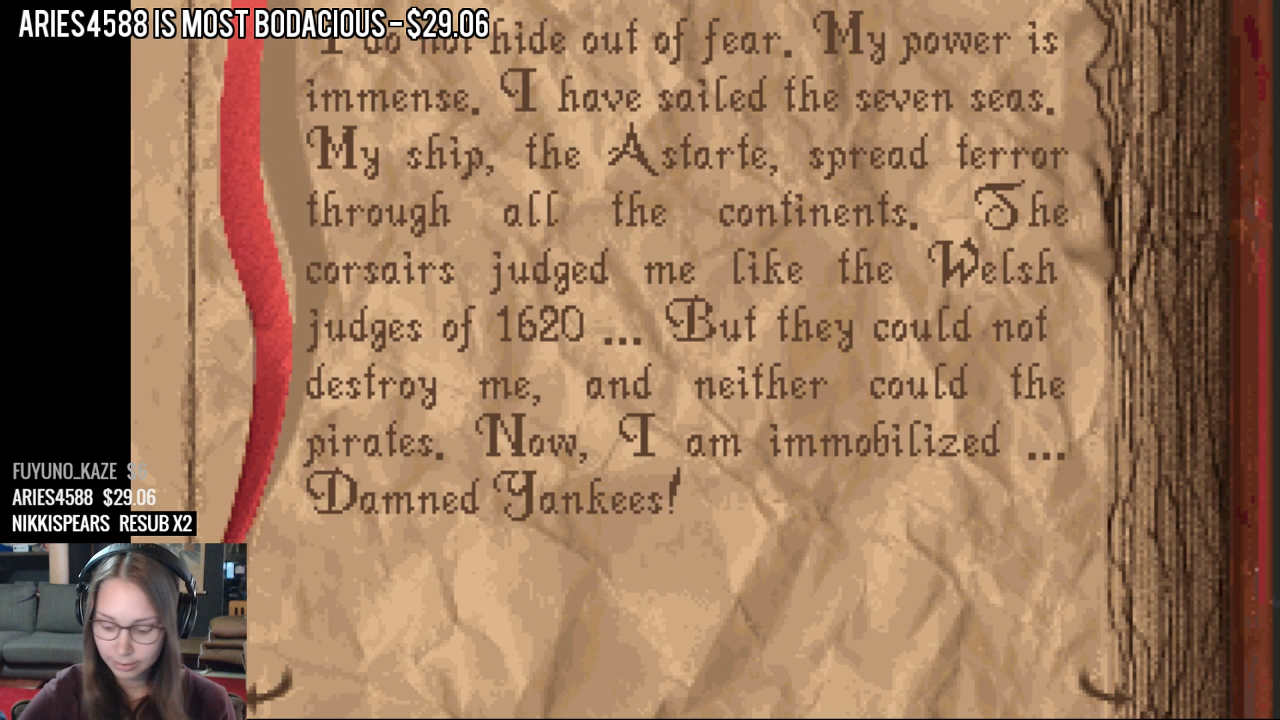 ARIES4588 IS MOST BODACIOUS - $29.06
I do not hide out of fear. My power is
immense. I have sailed the seven seas.
My ship, the Astarte, spread terror
through all the continents. The
corsairs judged me like the Welsh
judges of 1620 ... But they could not
destroy me, and neither could the
pirates. Now, I am immobilized ...
Damned Yankees!
FUYUNO_KAZE
ARIES4588 $29.06
NIKKISPEARS RESUB X2